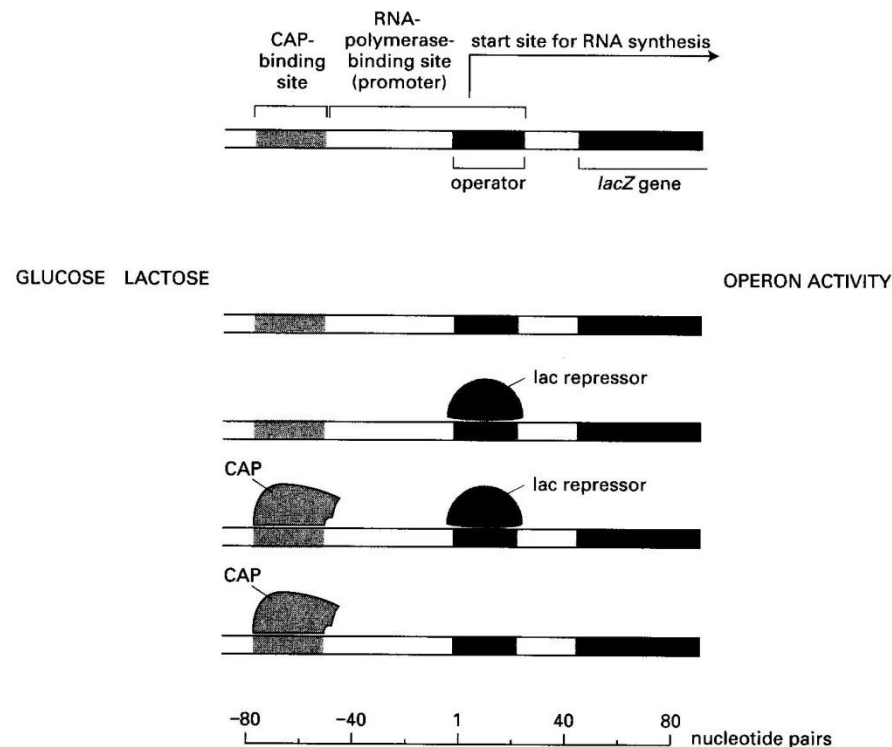 CAP-
binding
site
RNA-
polymerase-
binding site
(promoter)
start site for RNA synthesis
operator
lacZ gene
GLUCOSE LACTOSE
OPERON ACTIVITY
lac repressor
CAP
lac repressor
CAP
-80 -40 1 40 80
nucleotide pairs